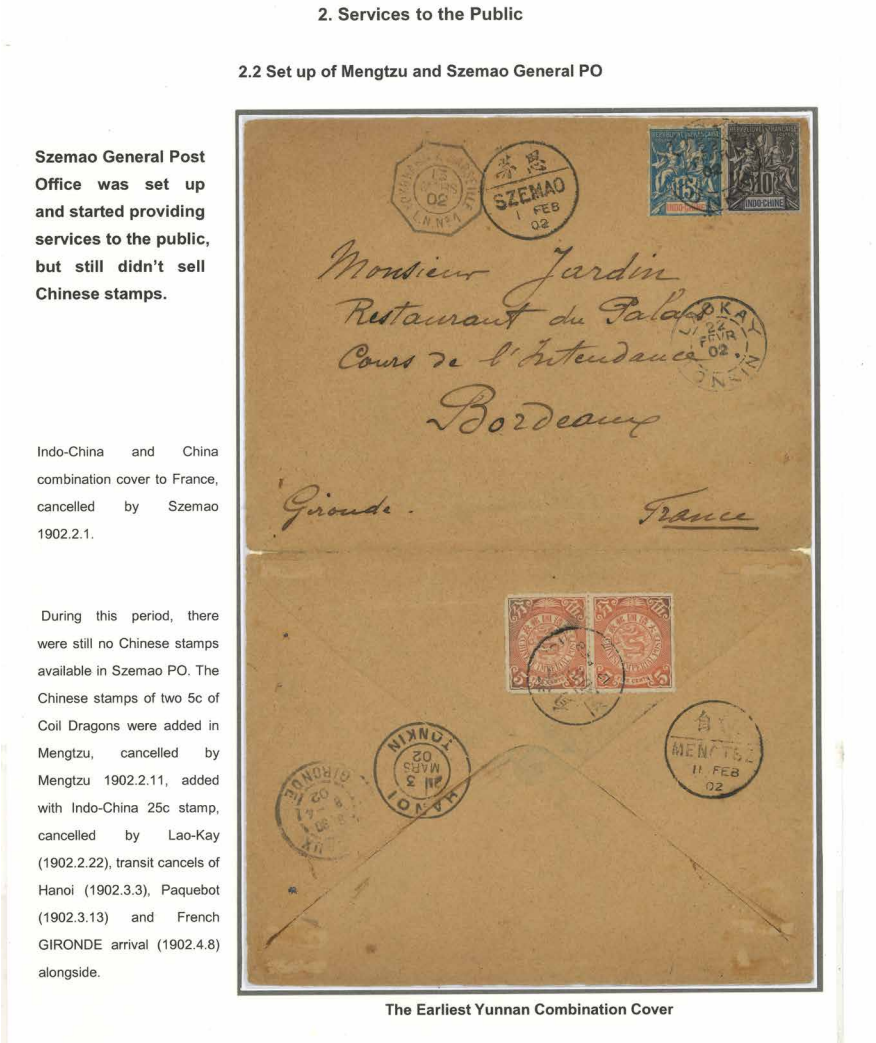 2. Services to the Public
2.2 Set up of Mengtzu and Szemao General PO
Szemao General Post
Office was set up
and started providing
services to the public,
but still didn't sell
Chinese stamps.
Indo-China and China
combination cover to France,
cancelled by Szemao
1902.2.1.
During this period, there
were still no Chinese stamps
available in Szemao PO. The
Chinese stamps of two 5c of
Coil Dragons were added in
Mengtzu, cancelled by
Mengtzu 1902.2.11, added
with Indo-China 25c stamp,
cancelled by Lao-Kay
(1902.2.22), transit cancels of
Hanoi (1902.3.3), Paquebot
(1902.3.13) and French
GIRONDE arrival (1902.4.8)
alongside.
02
SZEMAO
1 FEB
02
15
INDO-CHINE
10
INDO-CHINE
Monsieur Jardin
Restaurant du Palais
Cours de l'Intendance
Bordeaux
Gironde.
France
LAOKAY
22
FEVR
02
TONKIN
5 5
HANOI
3
MARS
02
TONKIN
GIRONDE
MENGTSZ
11 FEB
02
The Earliest Yunnan Combination Cover